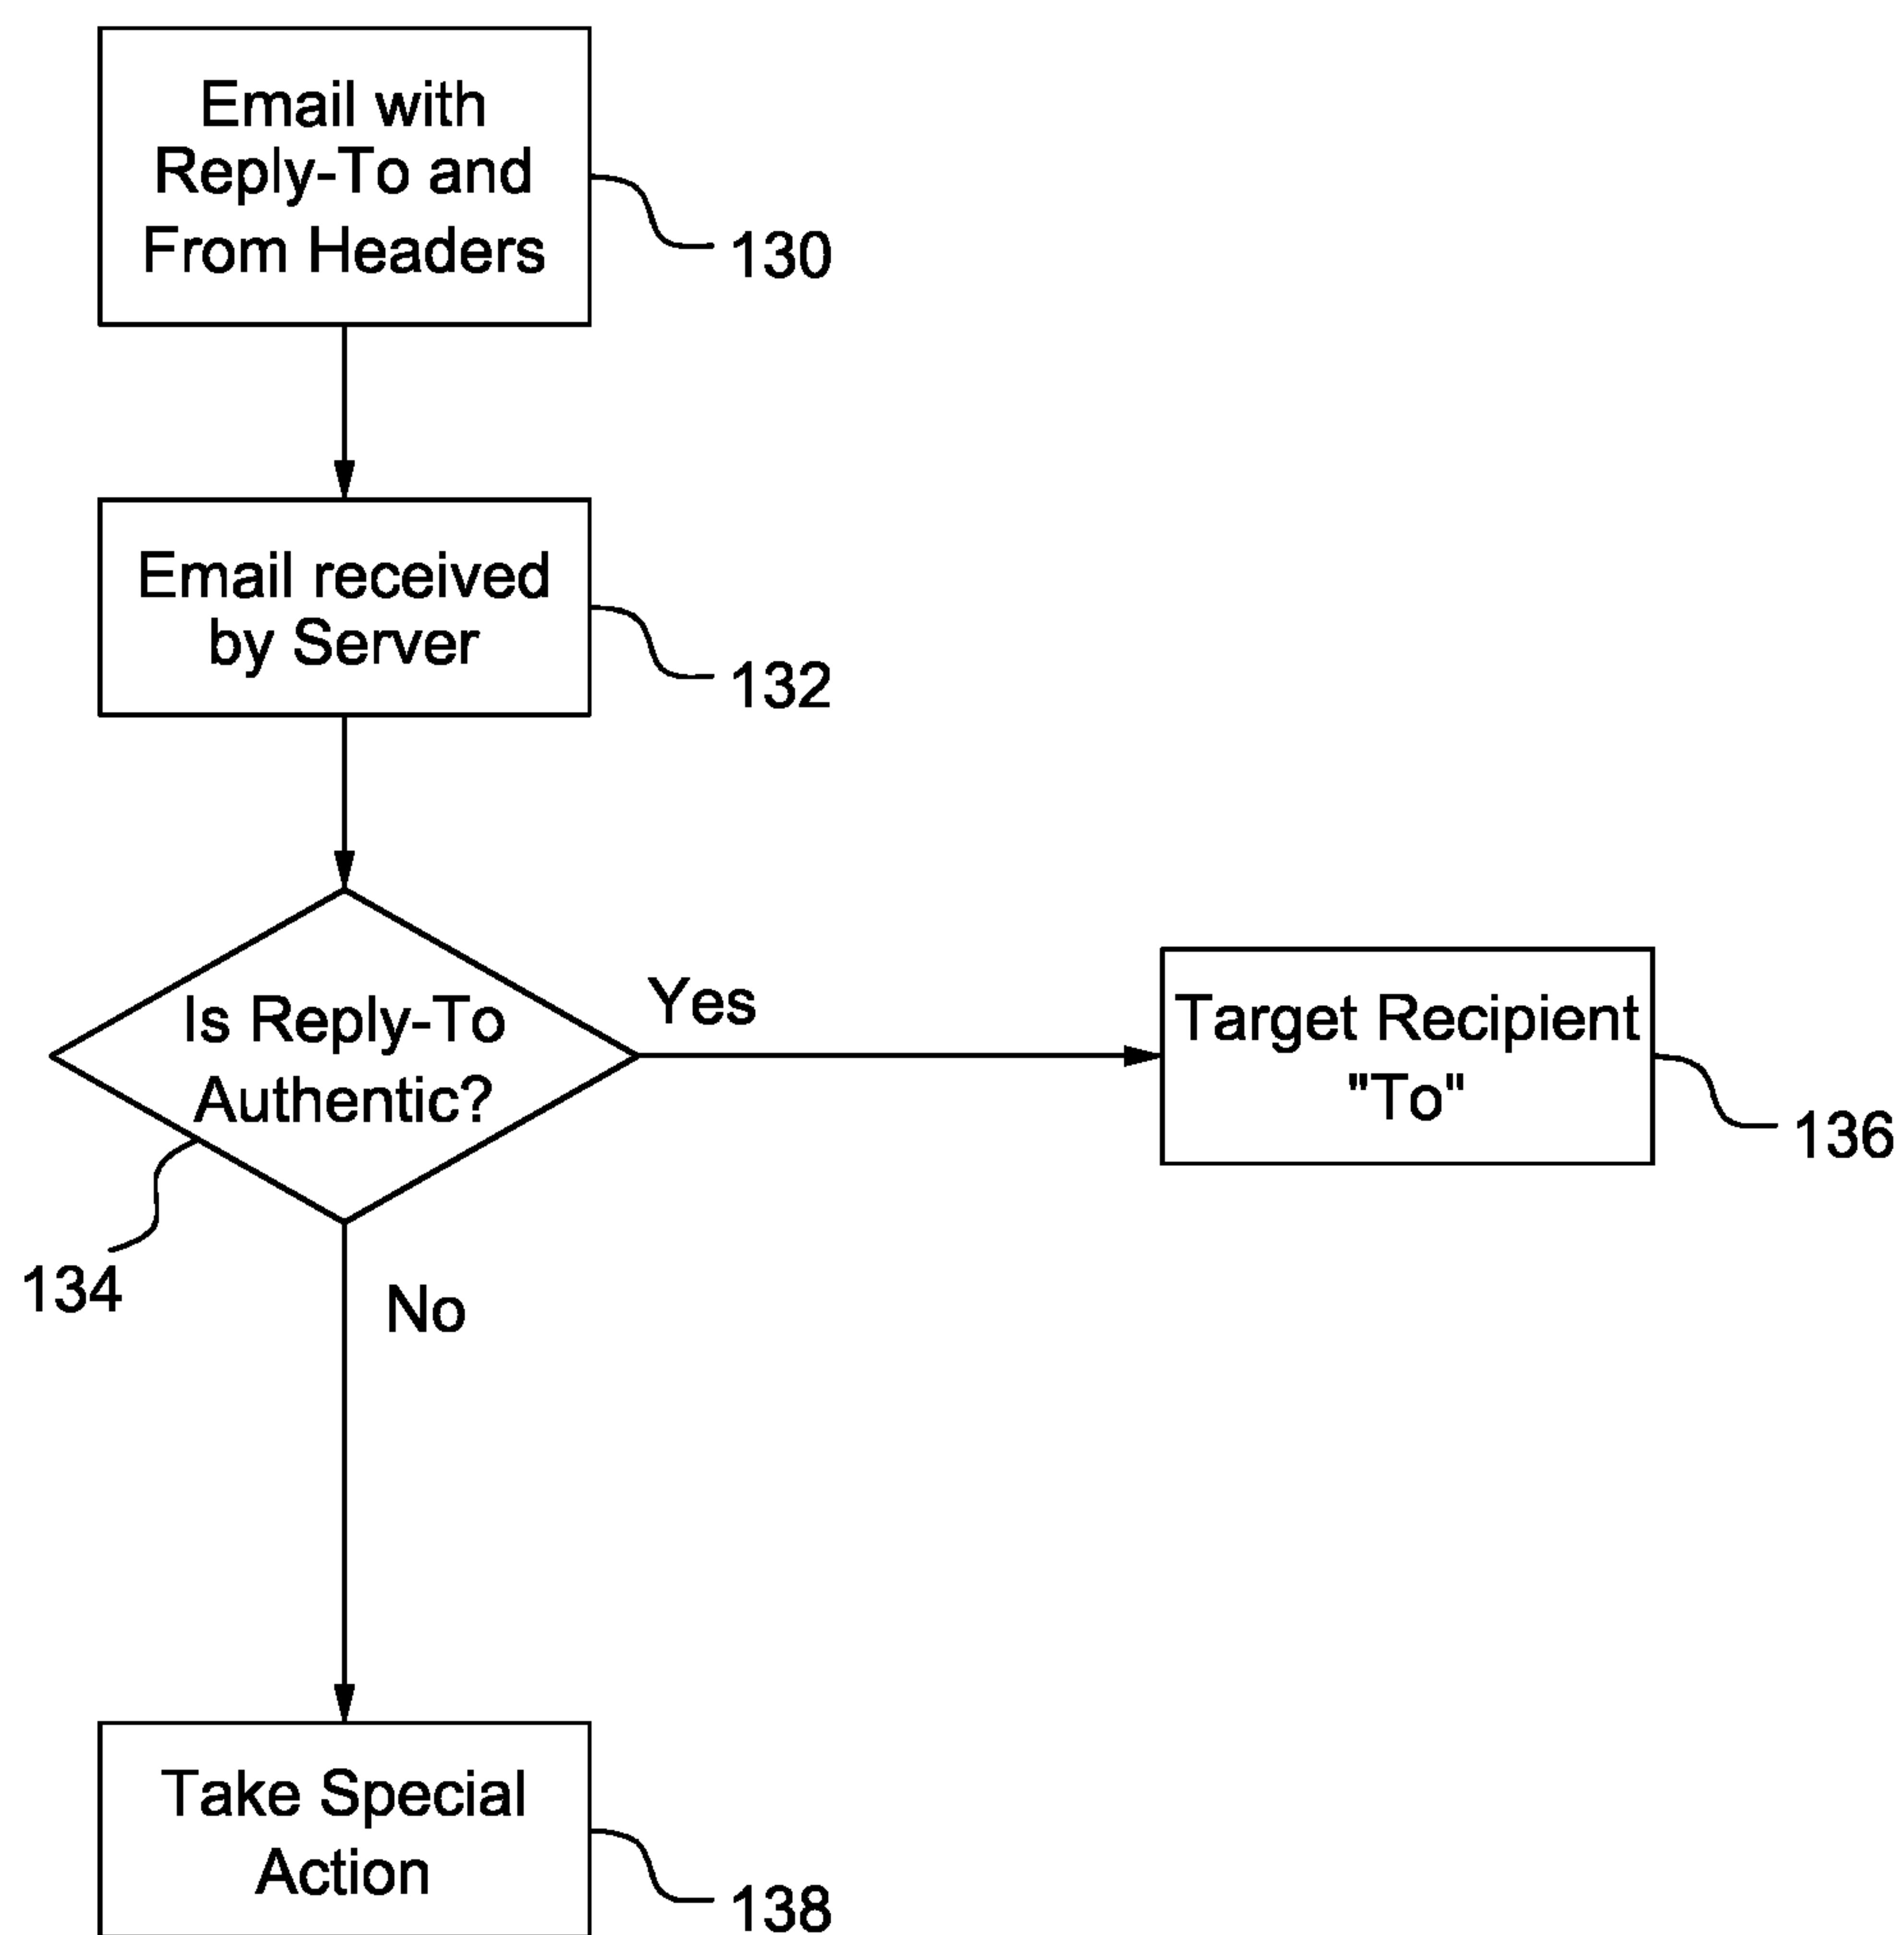 Email with
Reply-To and
From Headers
130
Email received
by Server
132
Is Reply-To
Authentic?
Yes
Target Recipient
"To"
136
134
No
Take Special
Action
138